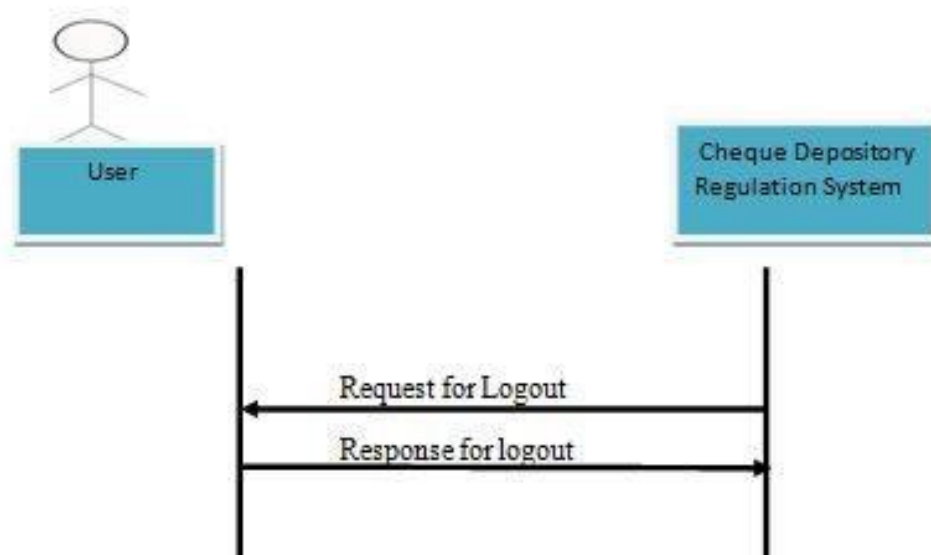 User
Cheque Depository
Regulation System
Request for Logout
Response for logout